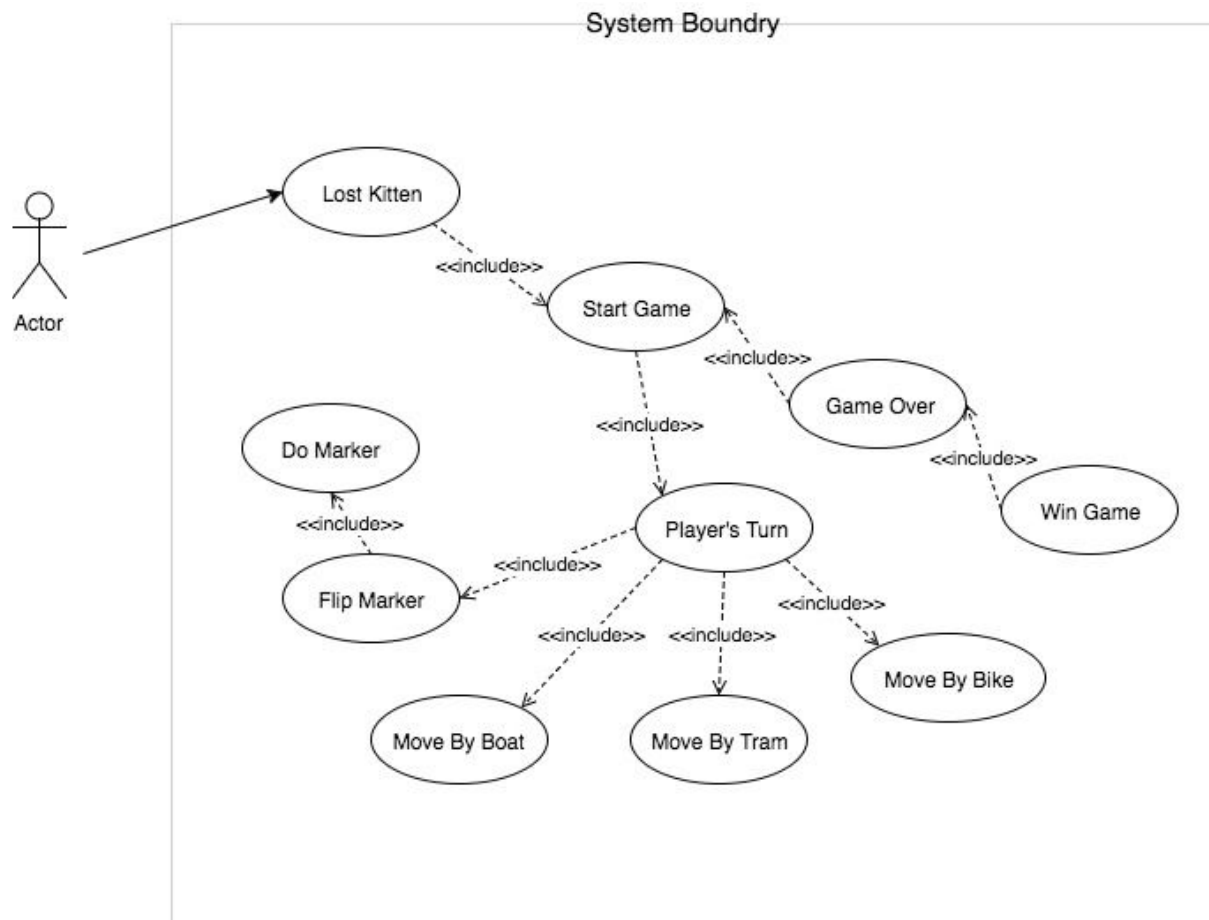 System Boundry
Lost Kitten
<<include>>
Start Game
Actor
<<include>>
Game Over
<<include>>
Do Marker
<<include>>
Win Game
<<include>>
Player's Turn
<<include>>
Flip Marker
<<include>>
<<include>>
<<include>>
<<include>>
Move By Bike
Move By Boat
Move By Tram